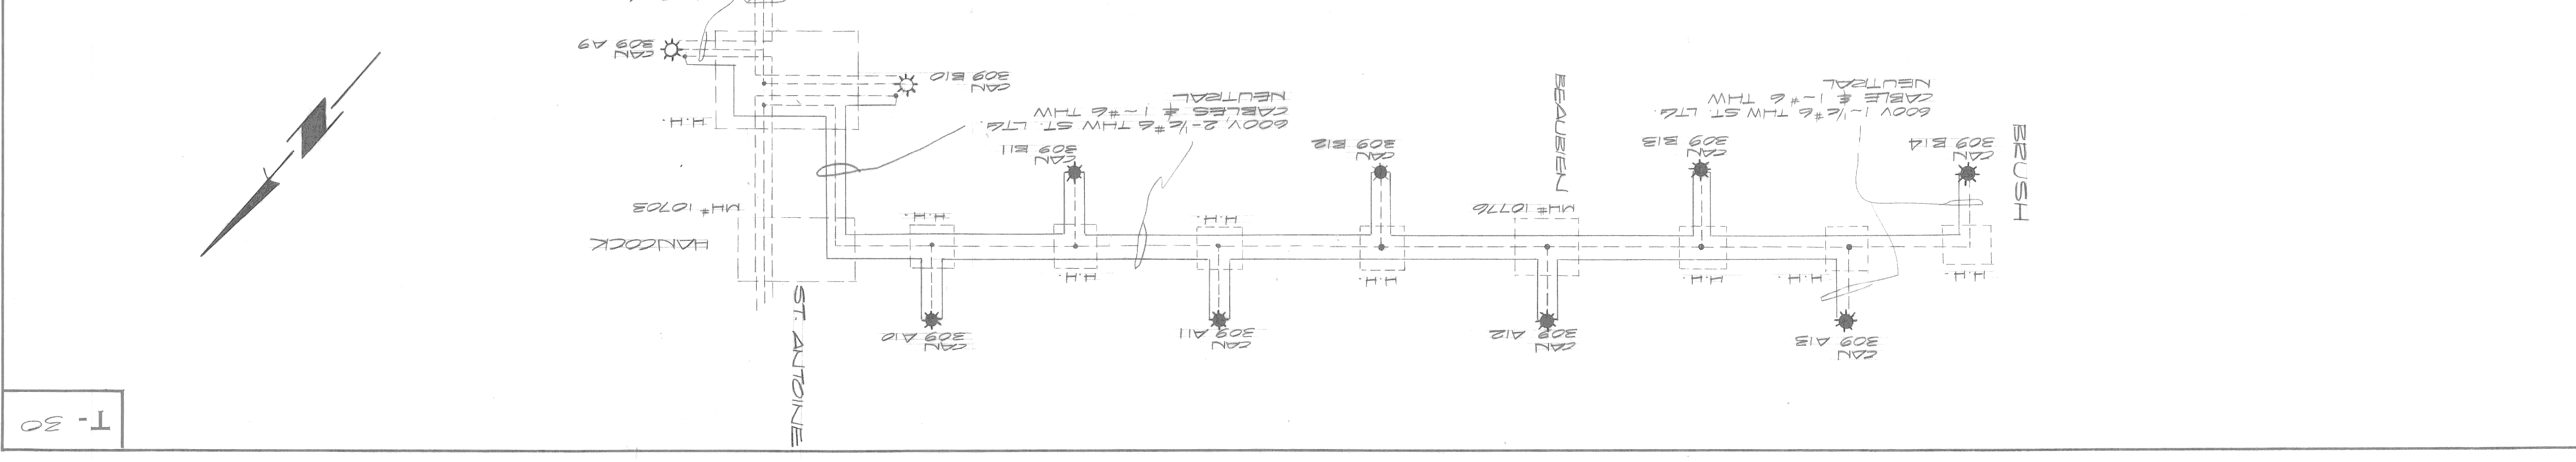 T-30
ST. ANTOINE
HANCOCK
MH# 10703
BEAUBIEN
MH# 10776
BRUSH
CAN
309 A13
CAN
309 A12
CAN
309 A11
CAN
309 A10
H.H.
H.H.
H.H.
H.H.
H.H.
H.H.
H.H.
CAN
309 B14
CAN
309 B13
CAN
309 B12
CAN
309 B11
600V 1-1/C #6 THW ST. LTG.
CABLE & 1-#6 THW
NEUTRAL
600V, 2-1/C #6 THW ST. LTG.
CABLES & 1-#6 THW
NEUTRAL
H.H.
CAN
309 B10
CAN
309 A9